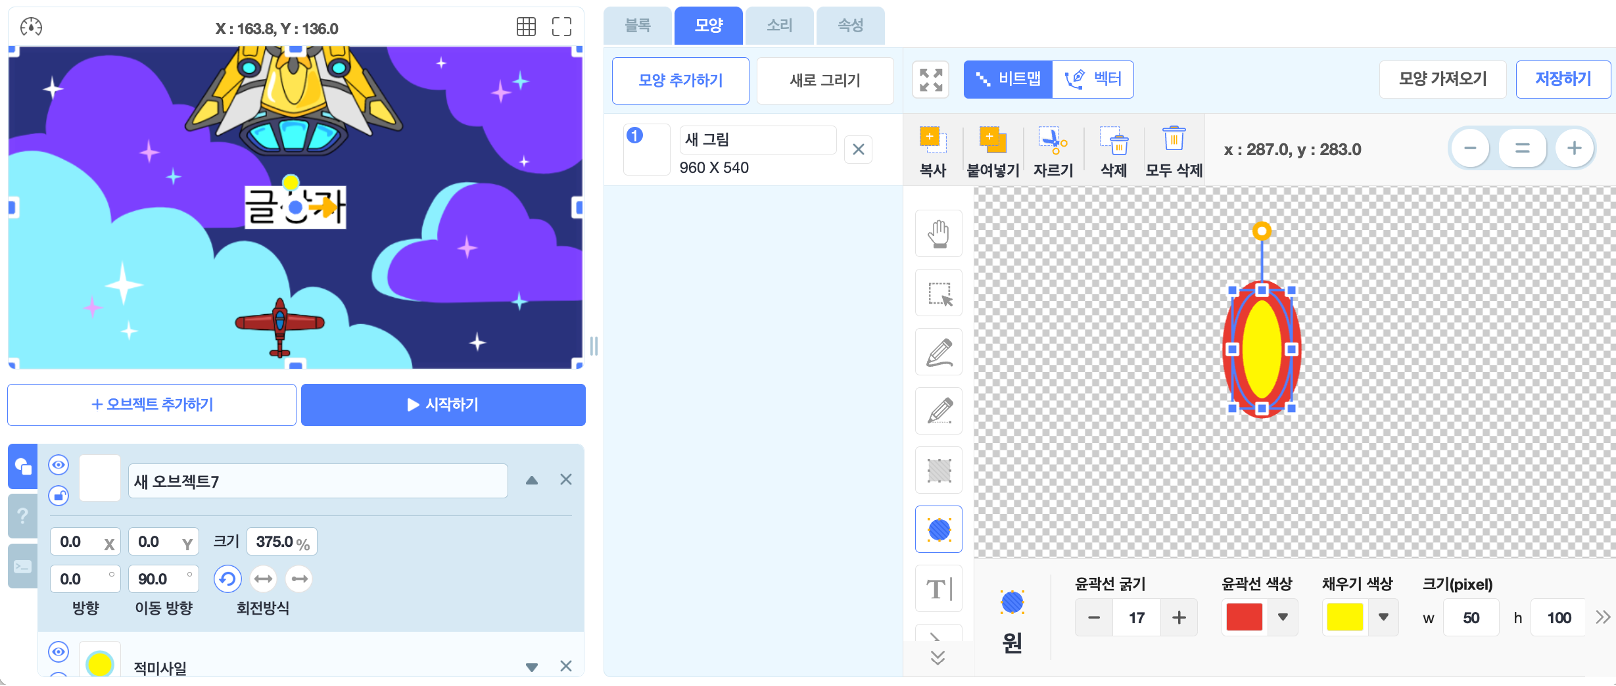 X : 163.8, Y : 136.0
글상자
+ 오브젝트 추가하기
시작하기
새 오브젝트7
0.0 X
0.0 Y
크기
375.0 %
0.0 °
90.0 °
방향
이동 방향
회전방식
적미사일
블록
모양
소리
속성
모양 추가하기
새로 그리기
1
새 그림
960 X 540
비트맵
벡터
모양 가져오기
저장하기
복사
붙여넣기
자르기
삭제
모두 삭제
x : 287.0, y : 283.0
T
원
윤곽선 굵기
17
윤곽선 색상
채우기 색상
크기(pixel)
w 50
h 100